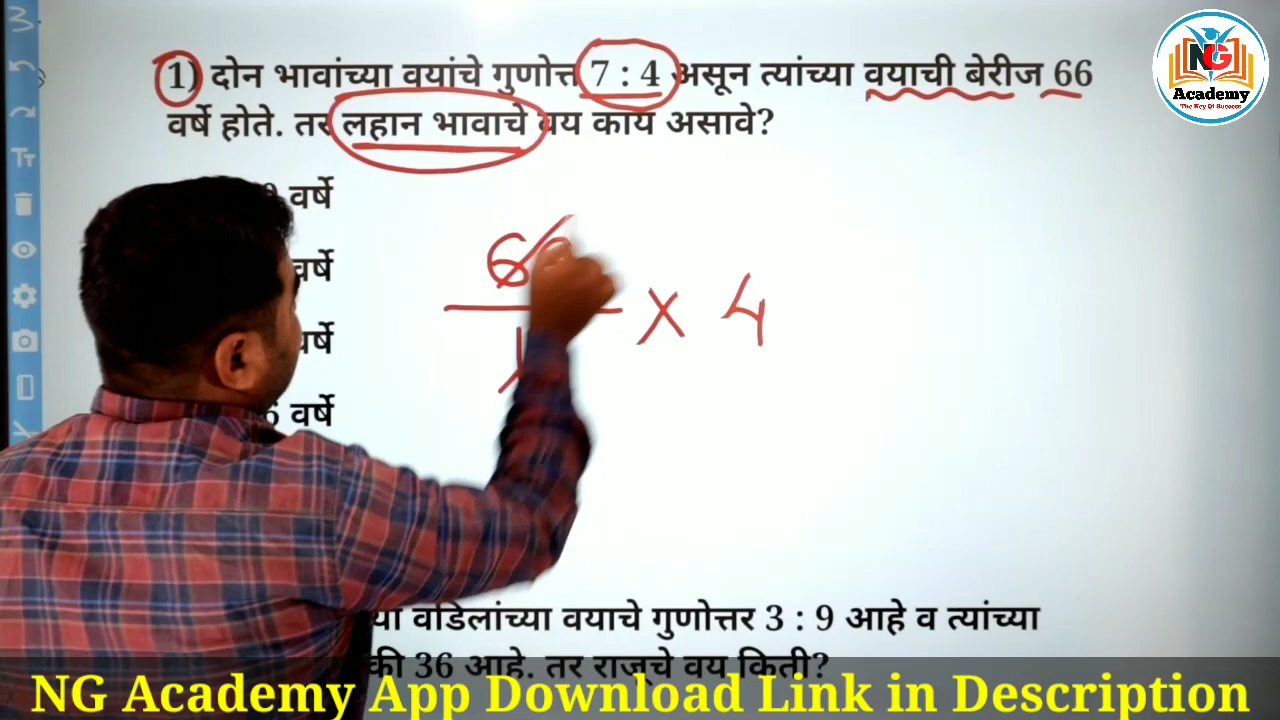 1) दोन भावांच्या वयांचे गुणोत्त 7 : 4 असून त्यांच्या वयाची बेरीज 66
वर्षे होते. तर लहान भावाचे वय काय असावे?
वर्षे
वर्षे
वर्षे
6 वर्षे
× 4
या वडिलांच्या वयाचे गुणोत्तर 3 : 9 आहे व त्यांच्या
की 36 आहे. तर राजूचे वय किती?
NG
Academy
The Key Of Success
NG Academy App Download Link in Description